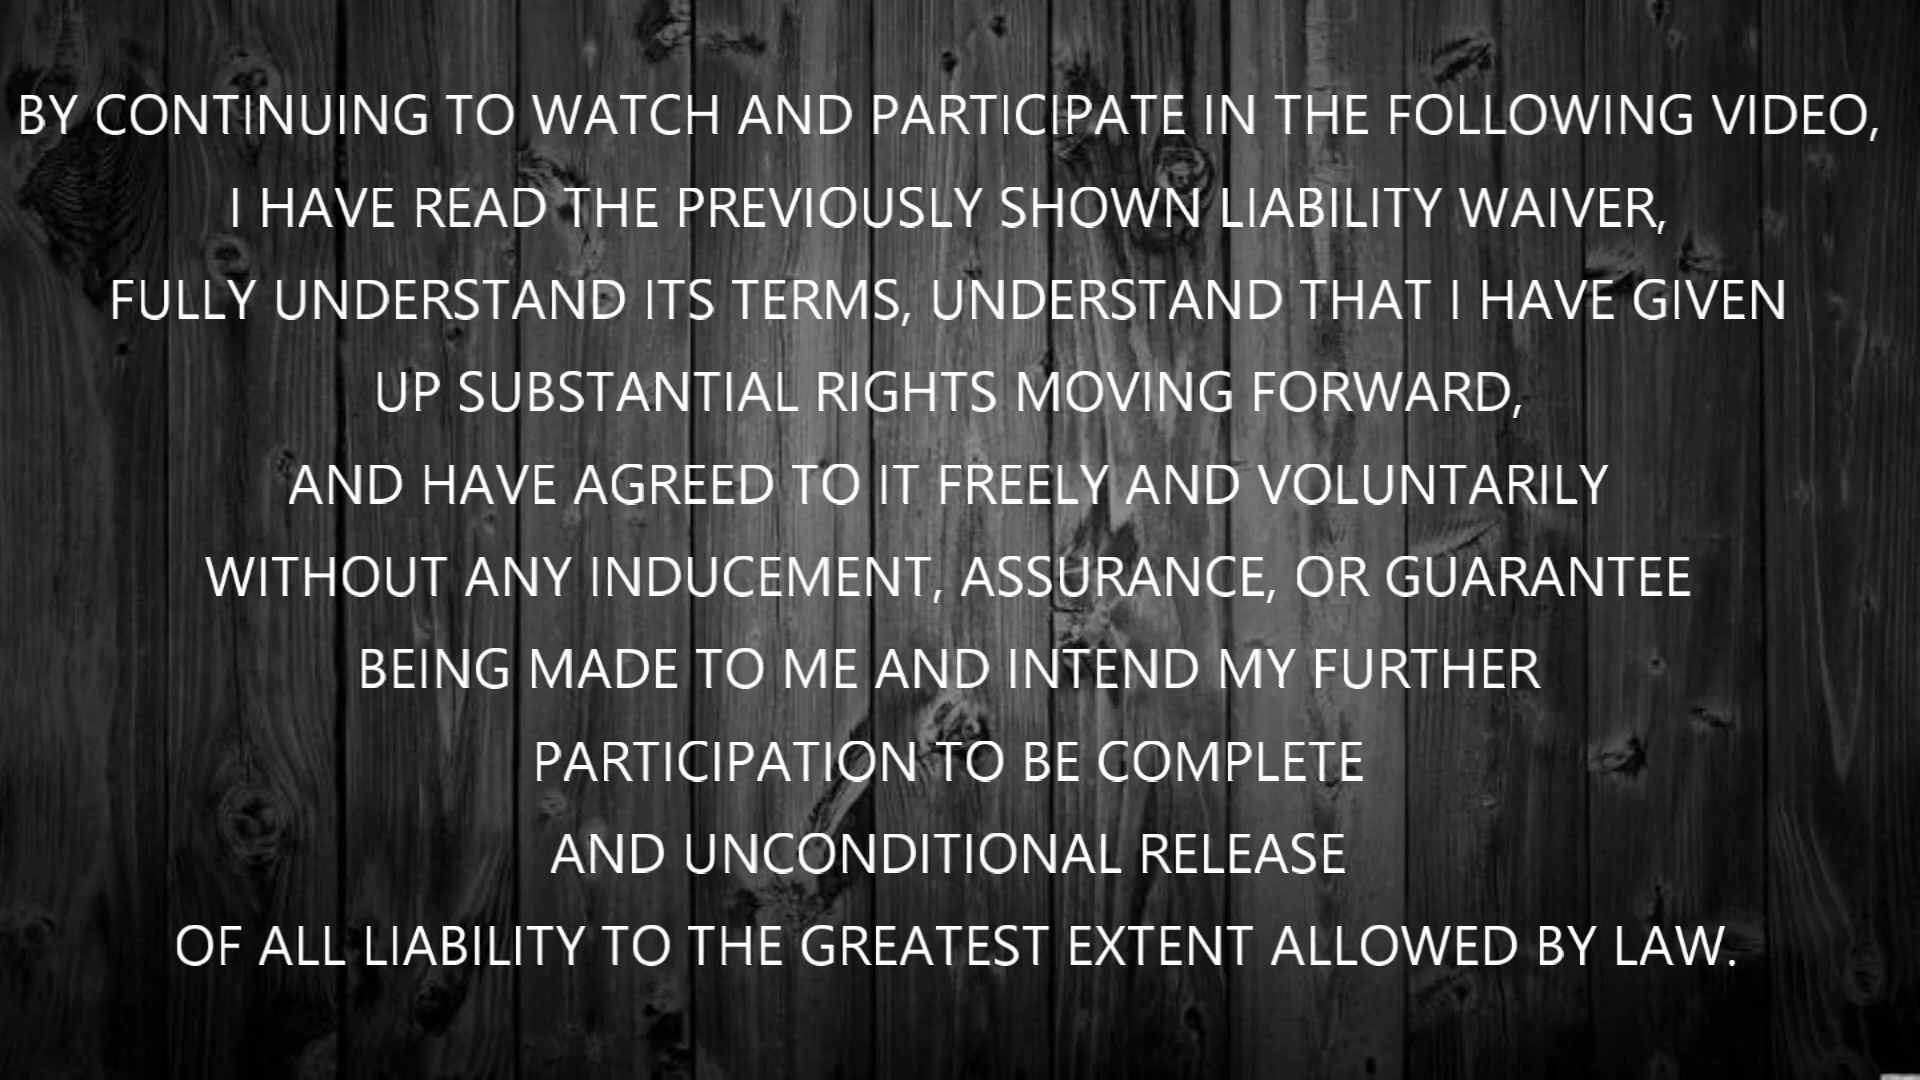 BY CONTINUING TO WATCH AND PARTICIPATE IN THE FOLLOWING VIDEO,
I HAVE READ THE PREVIOUSLY SHOWN LIABILITY WAIVER,
FULLY UNDERSTAND ITS TERMS, UNDERSTAND THAT I HAVE GIVEN
UP SUBSTANTIAL RIGHTS MOVING FORWARD,
AND HAVE AGREED TO IT FREELY AND VOLUNTARILY
WITHOUT ANY INDUCEMENT, ASSURANCE, OR GUARANTEE
BEING MADE TO ME AND INTEND MY FURTHER
PARTICIPATION TO BE COMPLETE
AND UNCONDITIONAL RELEASE
OF ALL LIABILITY TO THE GREATEST EXTENT ALLOWED BY LAW.